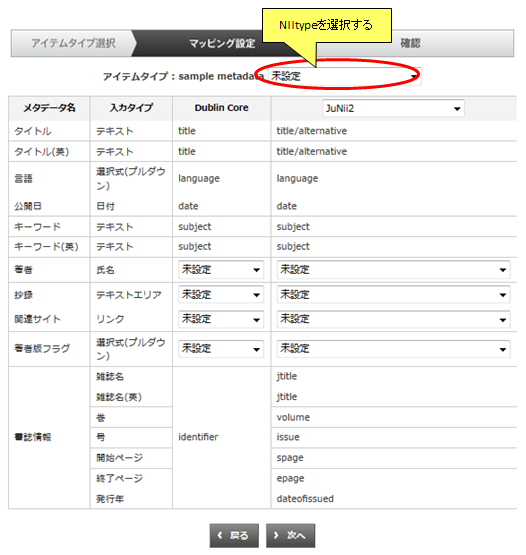 NIItypeを選択する
アイテムタイプ選択 マッピング設定 確認
アイテムタイプ : sample metadata 未設定
メタデータ名 入力タイプ Dublin Core JuNii2
タイトル テキスト title title/alternative
タイトル(英) テキスト title title/alternative
言語 選択式(プルダウン) language language
公開日 日付 date date
キーワード テキスト subject subject
キーワード(英) テキスト subject subject
著者 氏名 未設定 未設定
抄録 テキストエリア 未設定 未設定
関連サイト リンク 未設定 未設定
著者版フラグ 選択式(プルダウン) 未設定 未設定
書誌情報 雑誌名 identifier jtitle
雑誌名(英) jtitle
巻 volume
号 issue
開始ページ spage
終了ページ epage
発行年 dateofissued
戻る 次へ